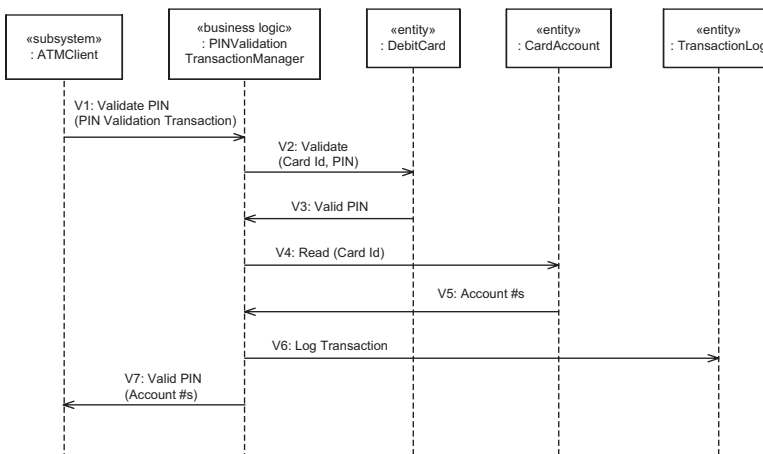 «subsystem»
: ATMClient
«business logic»
: PINValidation
TransactionManager
«entity»
: DebitCard
«entity»
: CardAccount
«entity»
: TransactionLog
V1: Validate PIN
(PIN Validation Transaction)
V2: Validate
(Card Id, PIN)
V3: Valid PIN
V4: Read (Card Id)
V5: Account #s
V6: Log Transaction
V7: Valid PIN
(Account #s)